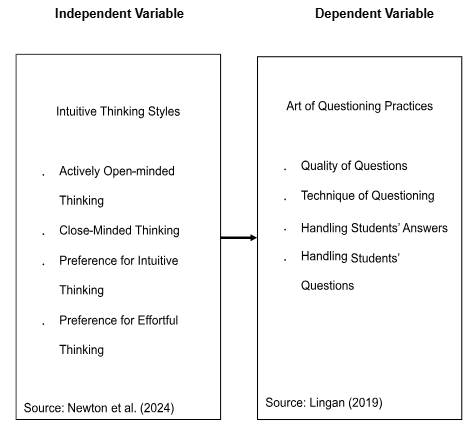 Independent Variable
Dependent Variable
Intuitive Thinking Styles
. Actively Open-minded
Thinking
. Close-Minded Thinking
. Preference for Intuitive
Thinking
. Preference for Effortful
Thinking
Source: Newton et al. (2024)
Art of Questioning Practices
. Quality of Questions
. Technique of Questioning
. Handling Students’ Answers
. Handling Students’
Questions
Source: Lingan (2019)